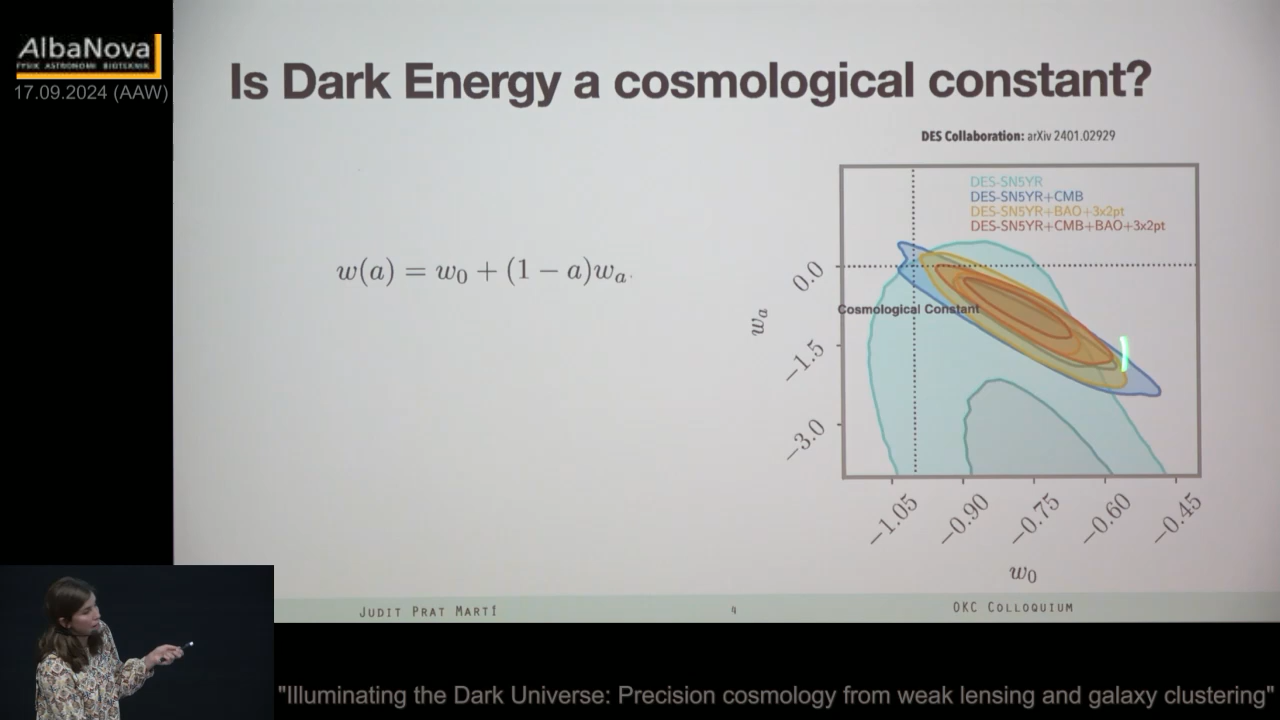 AlbaNova
FYSIK ASTRONOMI BIOTEKNIK
17.09.2024 (AAW)
Is Dark Energy a cosmological constant?
DES Collaboration: arXiv 2401.02929
w(a) = w₀ + (1 − a)wₐ.
DES-SN5YR
DES-SN5YR+CMB
DES-SN5YR+BAO+3x2pt
DES-SN5YR+CMB+BAO+3x2pt
Cosmological Constant
wₐ
0.0
−1.5
−3.0
−1.05
−0.90
−0.75
−0.60
−0.45
w₀
JUDIT PRAT MARTÍ
4
OKC COLLOQUIUM
"Illuminating the Dark Universe: Precision cosmology from weak lensing and galaxy clustering"